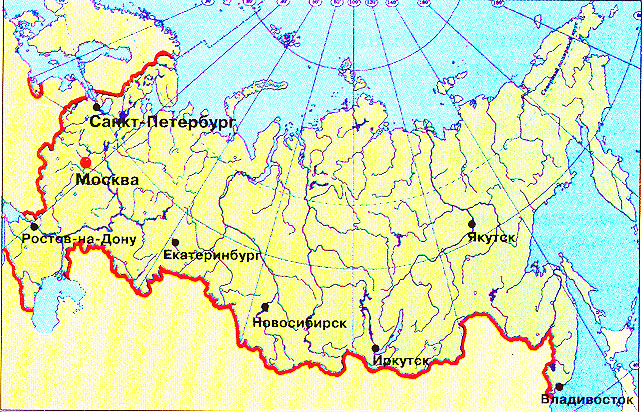 Санкт-Петербург
Москва
Ростов-на-Дону
Якутск
Екатеринбург
Новосибирск
Иркутск
Владивосток